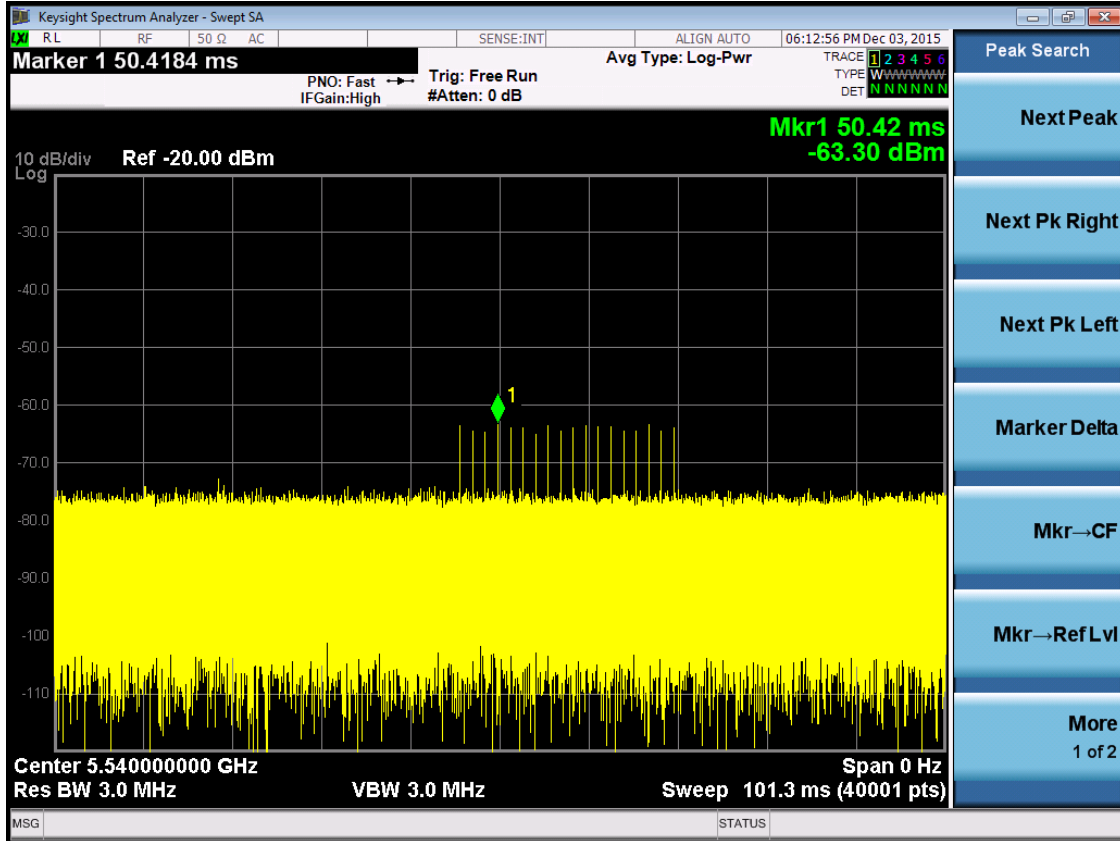 Keysight Spectrum Analyzer - Swept SA
LXI RL RF 50 Ω AC SENSE:INT ALIGN AUTO 06:12:56 PM Dec 03, 2015
Marker 1 50.4184 ms
PNO: Fast
IFGain:High
Trig: Free Run
#Atten: 0 dB
Avg Type: Log-Pwr
TRACE 1 2 3 4 5 6
TYPE WWWWWW
DET N N N N N N
Mkr1 50.42 ms
-63.30 dBm
10 dB/div Ref -20.00 dBm
Log
-30.0
-40.0
-50.0
-60.0
-70.0
-80.0
-90.0
-100
-110
1
Center 5.540000000 GHz Span 0 Hz
Res BW 3.0 MHz VBW 3.0 MHz Sweep 101.3 ms (40001 pts)
MSG STATUS
Peak Search
Next Peak
Next Pk Right
Next Pk Left
Marker Delta
Mkr→CF
Mkr→Ref Lvl
More
1 of 2